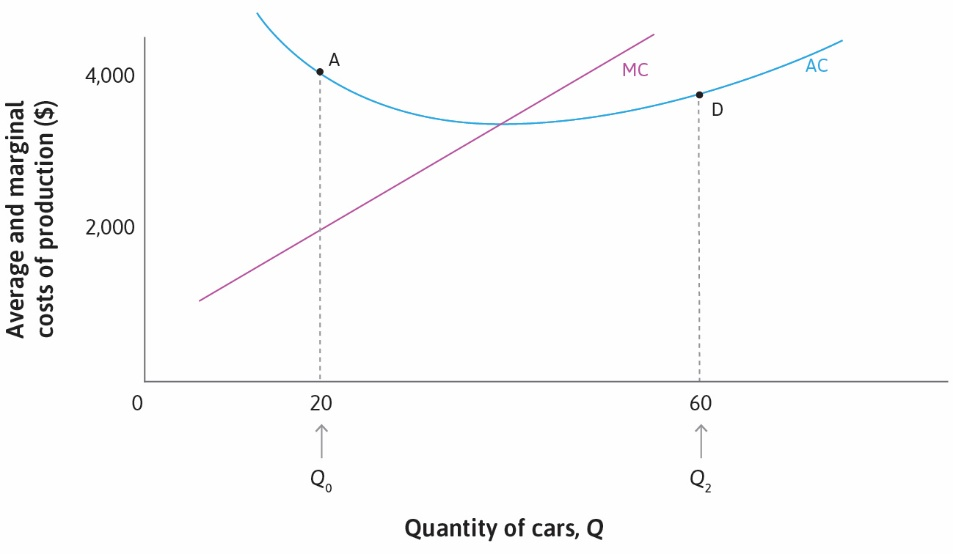 A
4,000
MC
AC
D
Average and marginal
costs of production ($)
2,000
0
20
60
Q₀
Q₂
Quantity of cars, Q